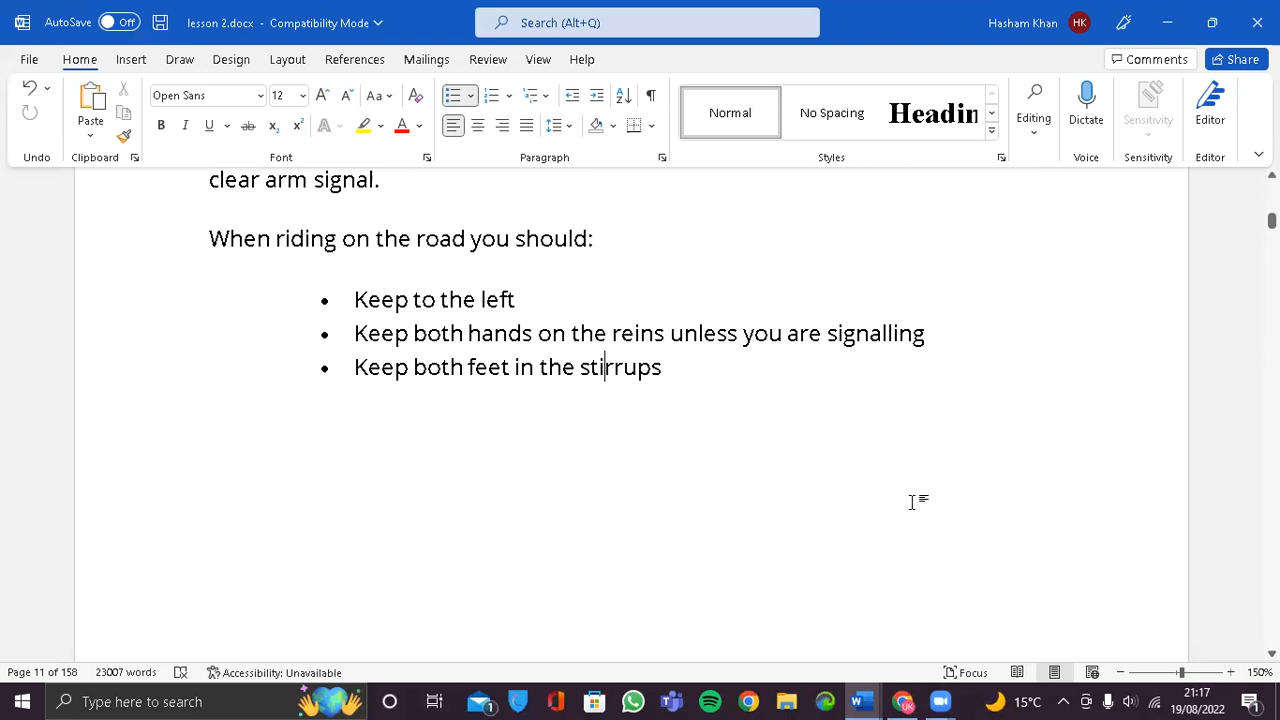 AutoSave Off lesson 2.docx - Compatibility Mode Search (Alt+Q) Hasham Khan HK
File Home Insert Draw Design Layout References Mailings Review View Help Comments Share
Open Sans 12 Normal No Spacing Headin
Paste Editing Dictate Sensitivity Editor
Undo Clipboard Font Paragraph Styles Voice Sensitivity Editor
clear arm signal.
When riding on the road you should:
• Keep to the left
• Keep both hands on the reins unless you are signalling
• Keep both feet in the stirrups
Page 11 of 158 23007 words Accessibility: Unavailable Focus 150%
Type here to search 15°C 21:17
19/08/2022